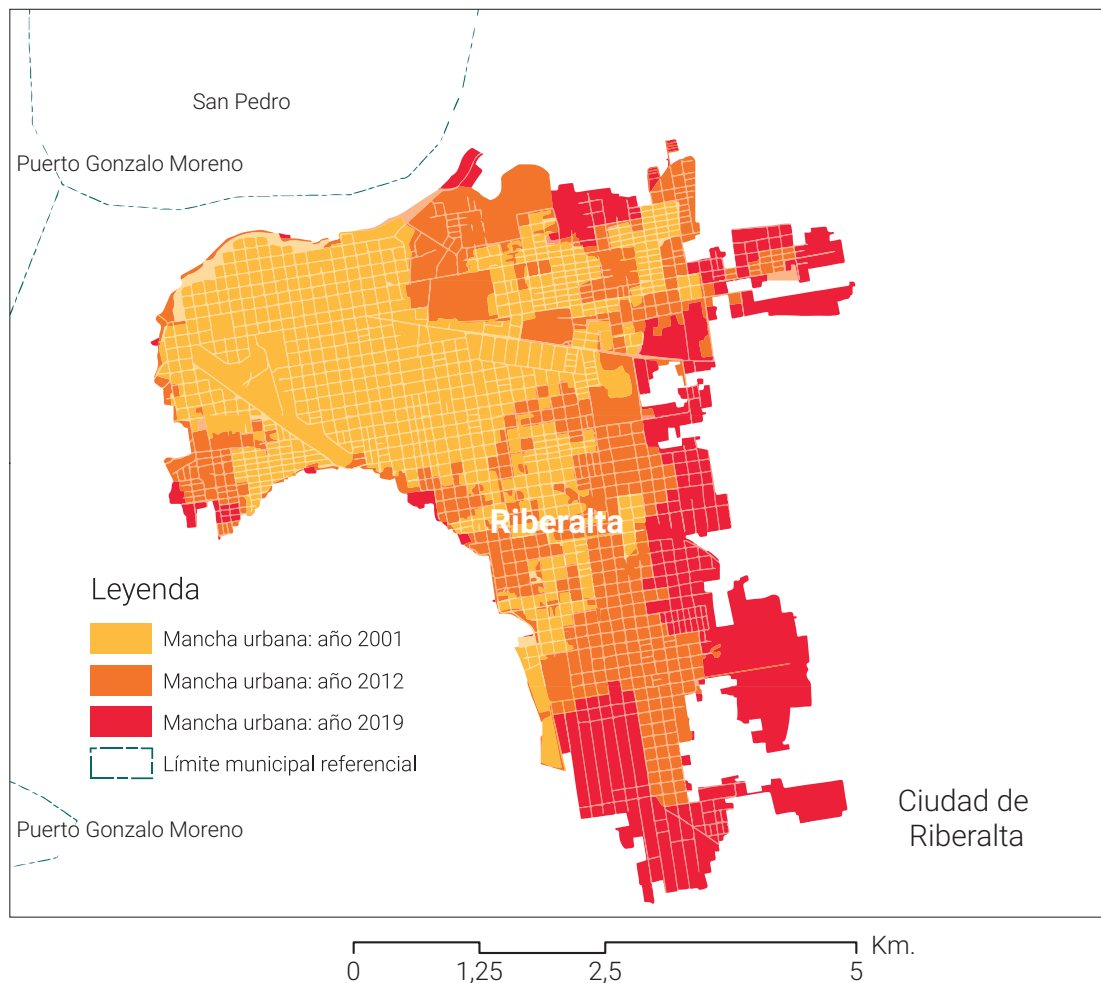 San Pedro
Puerto Gonzalo Moreno
Riberalta
Leyenda
Mancha urbana: año 2001
Mancha urbana: año 2012
Mancha urbana: año 2019
Límite municipal referencial
Puerto Gonzalo Moreno
Ciudad de
Riberalta
Km.
0 1,25 2,5 5